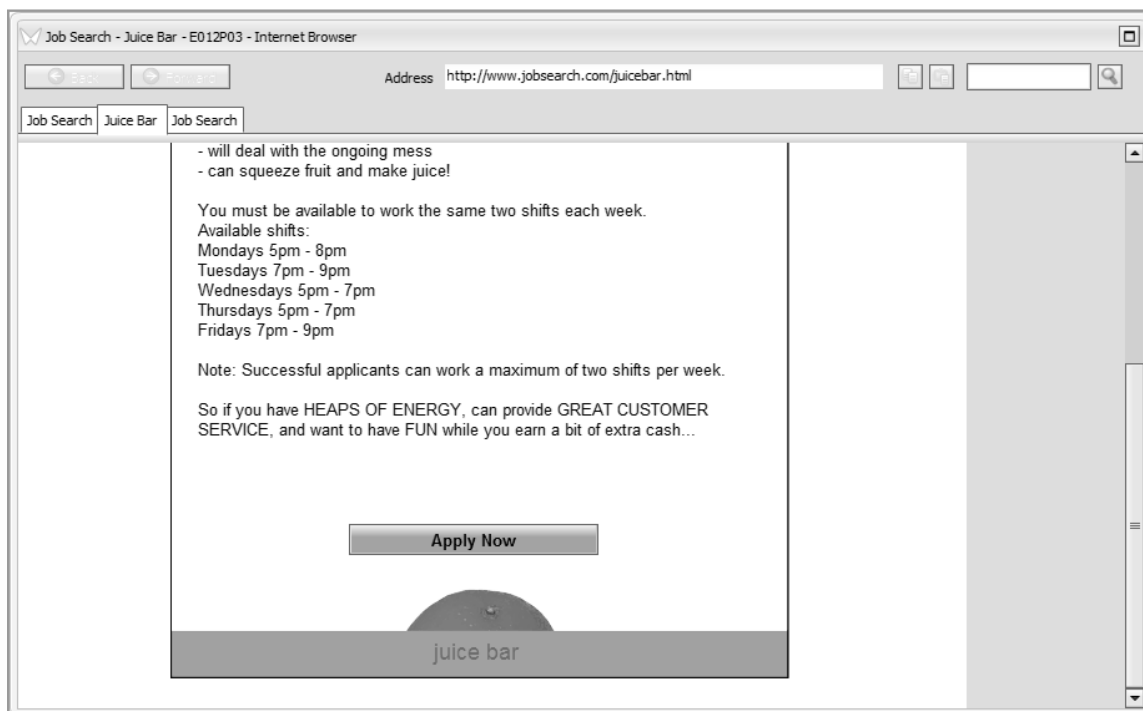 Job Search - Juice Bar - E012P03 - Internet Browser
Back Forward Address http://www.jobsearch.com/juicebar.html
Job Search Juice Bar Job Search
- will deal with the ongoing mess
- can squeeze fruit and make juice!
You must be available to work the same two shifts each week.
Available shifts:
Mondays 5pm - 8pm
Tuesdays 7pm - 9pm
Wednesdays 5pm - 7pm
Thursdays 5pm - 7pm
Fridays 7pm - 9pm
Note: Successful applicants can work a maximum of two shifts per week.
So if you have HEAPS OF ENERGY, can provide GREAT CUSTOMER
SERVICE, and want to have FUN while you earn a bit of extra cash...
Apply Now
juice bar